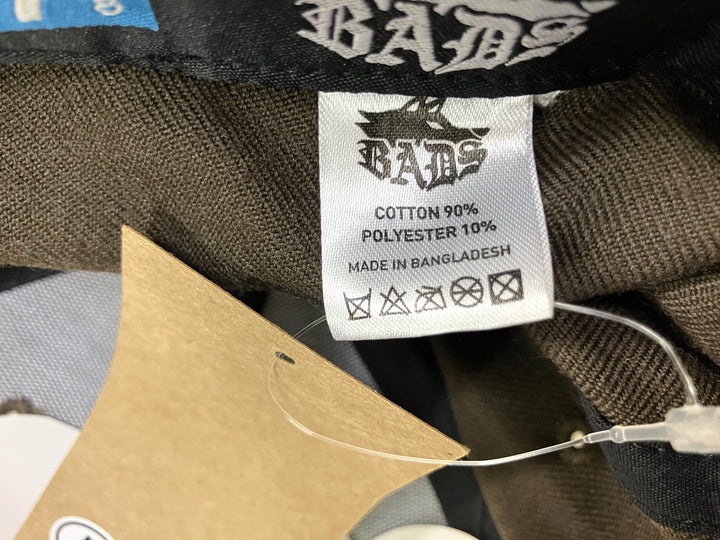 BADS
BADS
COTTON 90%
POLYESTER 10%
MADE IN BANGLADESH